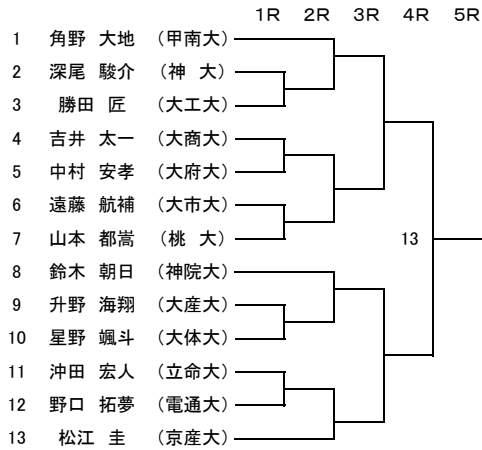 1R 2R 3R 4R 5R
1 角野 大地 (甲南大)
2 深尾 駿介 (神 大)
3 勝田 匠 (大工大)
4 吉井 太一 (大商大)
5 中村 安孝 (大府大)
6 遠藤 航補 (大市大)
7 山本 都嵩 (桃 大) 13
8 鈴木 朝日 (神院大)
9 升野 海翔 (大産大)
10 星野 颯斗 (大体大)
11 沖田 宏人 (立命大)
12 野口 拓夢 (電通大)
13 松江 圭 (京産大)